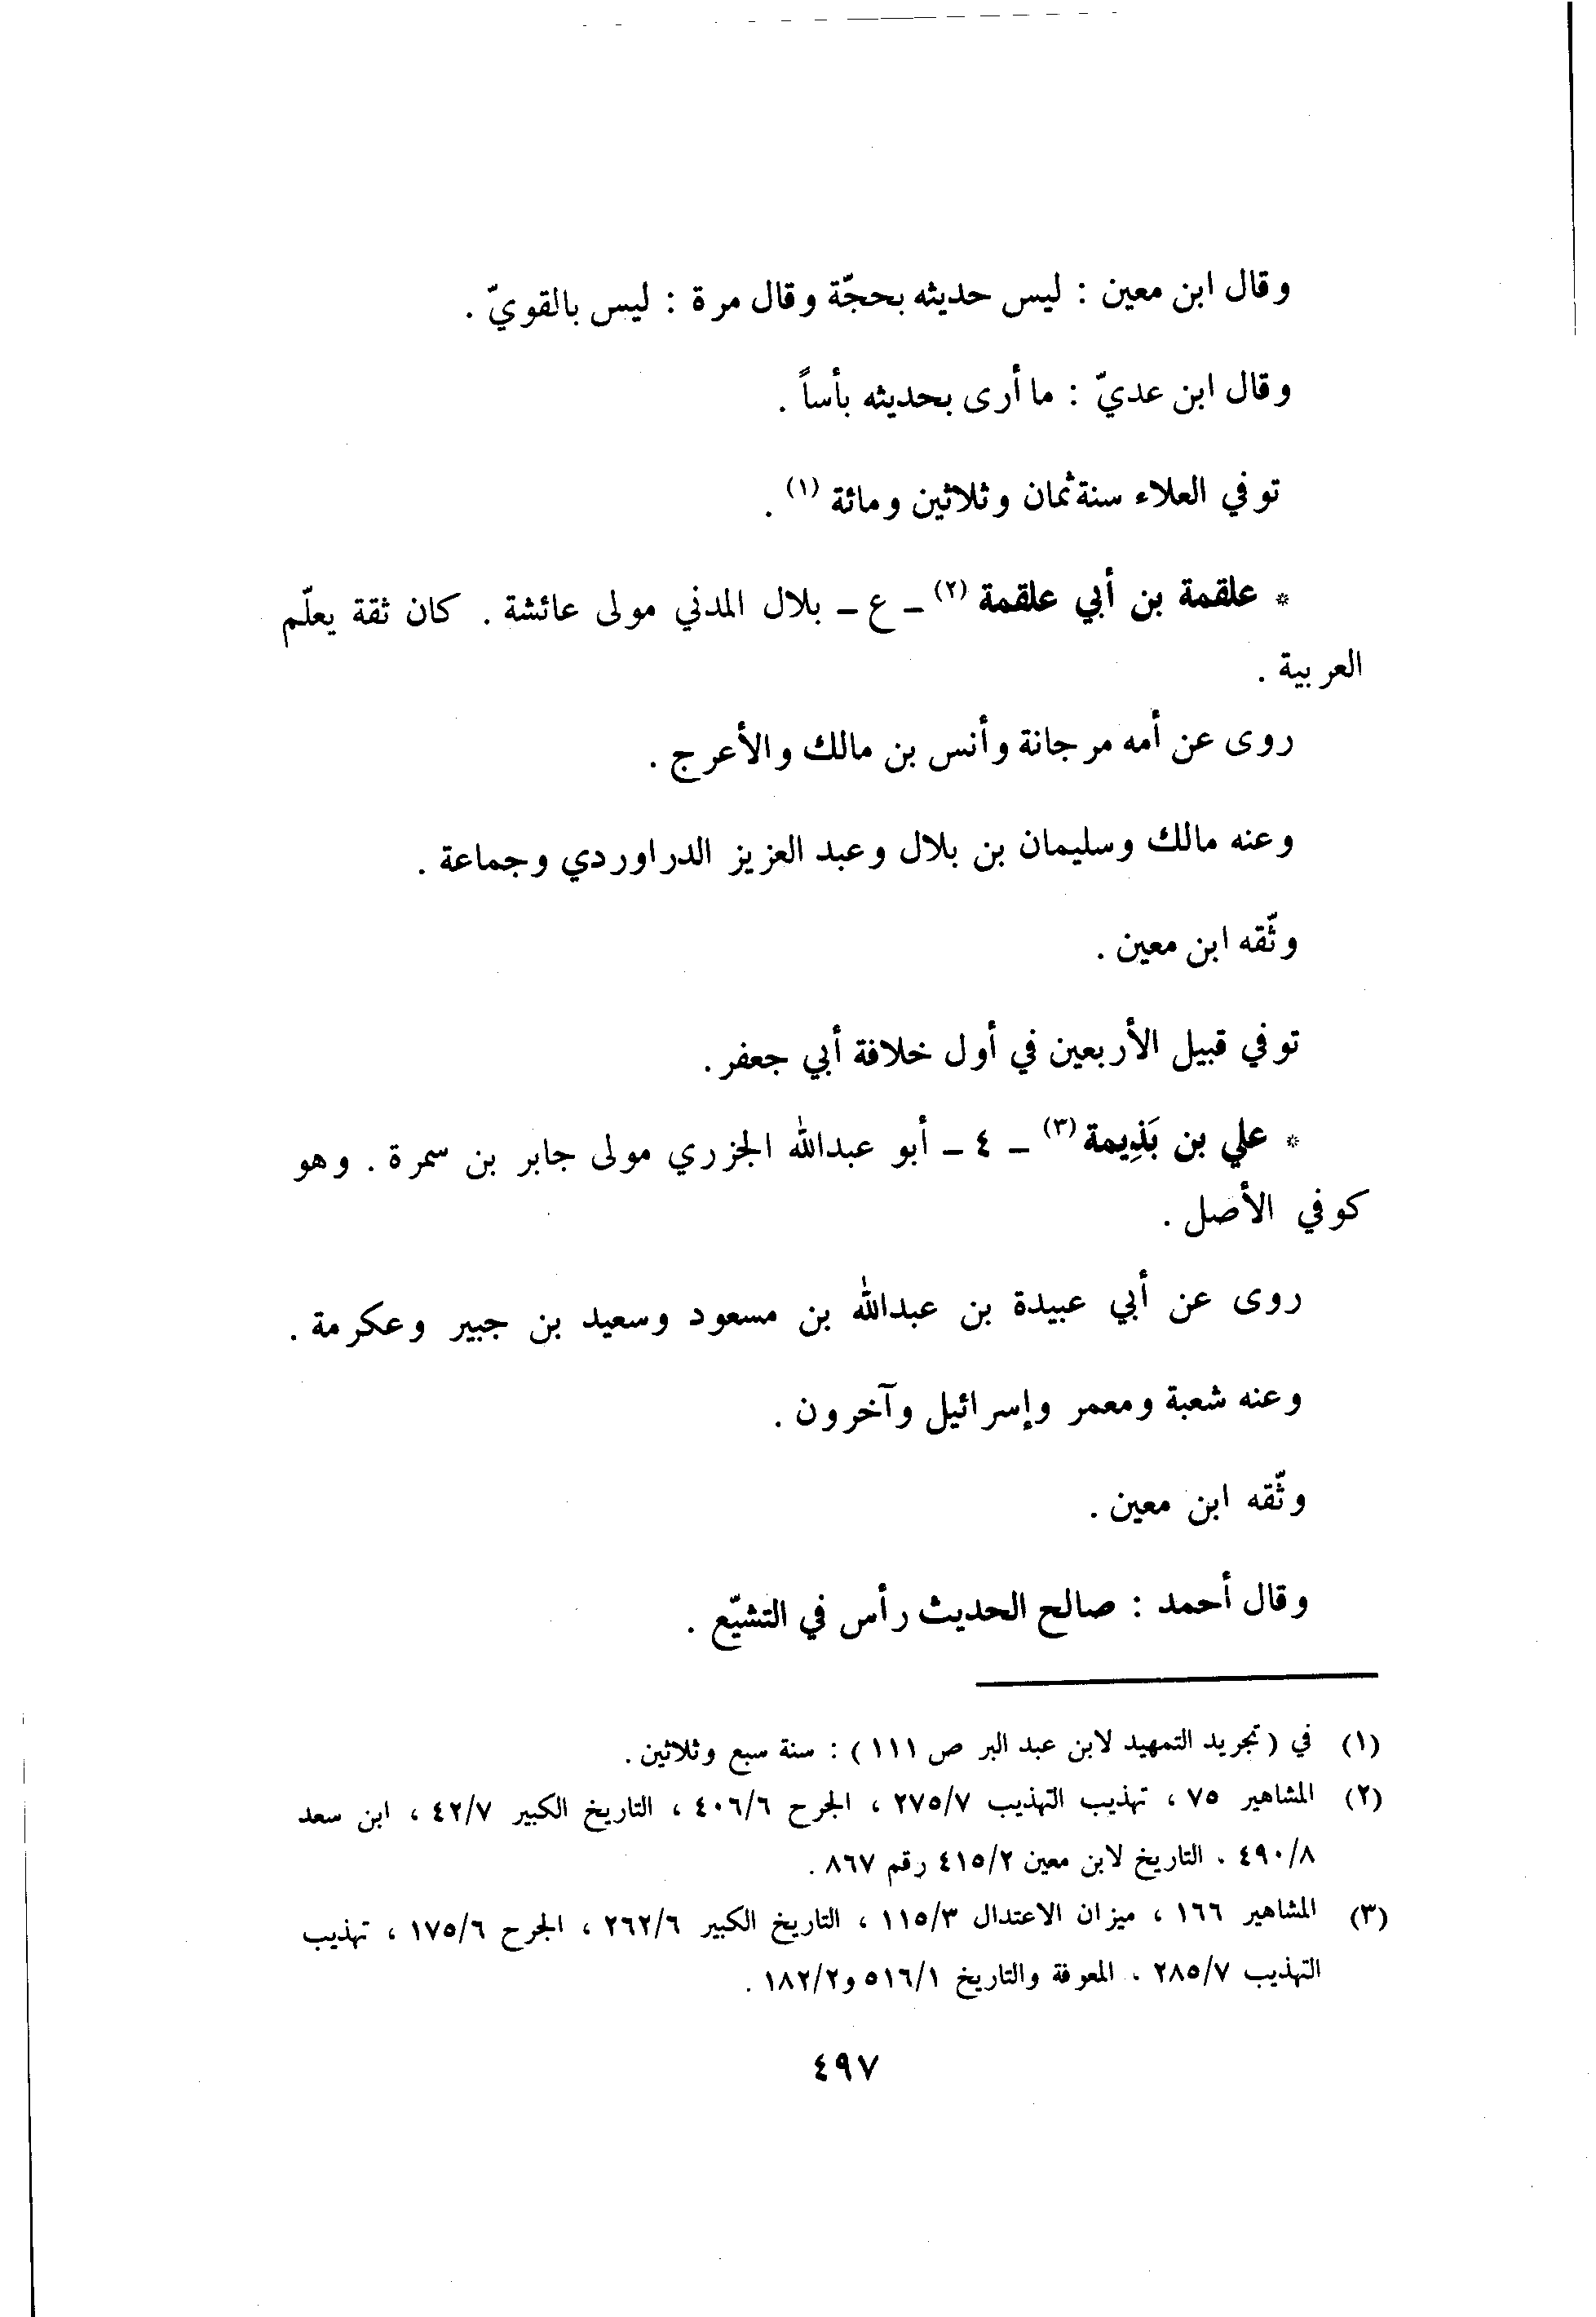 وقال ابن معين : ليس حديثه بحجّة وقال مرة : ليس بالقويّ .
وقال ابن عديّ : ما أرى بحديثه بأساً .
توفي العلاء سنة ثمان وثلاثين ومائة (١) .
* علقمة بن أبي علقمة (٢) ــ ع ــ بلال المدني مولى عائشة . كان ثقة يعلّم
العربية .
روى عن أمه مرجانة وأنس بن مالك والأعرج .
وعنه مالك وسليمان بن بلال وعبد العزيز الدراوردي وجماعة .
وثّقه ابن معين .
توفي قبيل الأربعين في أول خلافة أبي جعفر .
* علي بن بَذِيمة (٣) ــ ٤ ــ أبو عبدالله الجزري مولى جابر بن سمرة . وهو
كوفي الأصل .
روى عن أبي عبيدة بن عبدالله بن مسعود وسعيد بن جبير وعكرمة .
وعنه شعبة ومعمر وإسرائيل وآخرون .
وثّقه ابن معين .
وقال أحمد : صالح الحديث رأس في التشيّع .
(١) في ( تجريد التمهيد لابن عبد البر ص ١١١ ) : سنة سبع وثلاثين .
(٢) المشاهير ٧٥ ، تهذيب التهذيب ٢٧٥/٧ ، الجرح ٤٠٦/٦ ، التاريخ الكبير ٤٢/٧ ، ابن سعد
٤٩٠/٨ . التاريخ لابن معين ٤١٥/٢ رقم ٨٦٧ .
(٣) المشاهير ١٦٦ ، ميزان الاعتدال ١١٥/٣ ، التاريخ الكبير ٢٦٢/٦ ، الجرح ١٧٥/٦ ، تهذيب
التهذيب ٢٨٥/٧ . المعرفة والتاريخ ٥١٦/١ و١٨٢/٢ .
٤٩٧